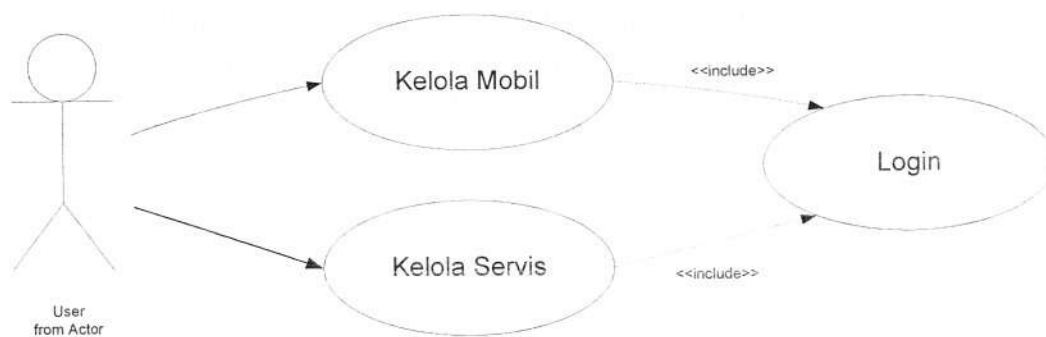 Kelola Mobil
<<include>>
Login
Kelola Servis
<<include>>
User
from Actor